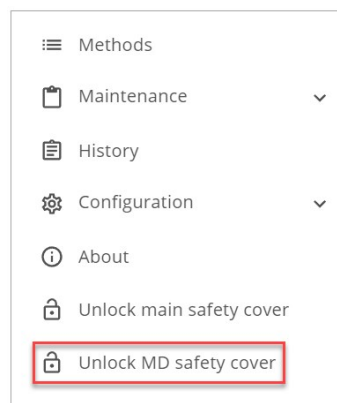 Methods
Maintenance
History
Configuration
About
Unlock main safety cover
Unlock MD safety cover